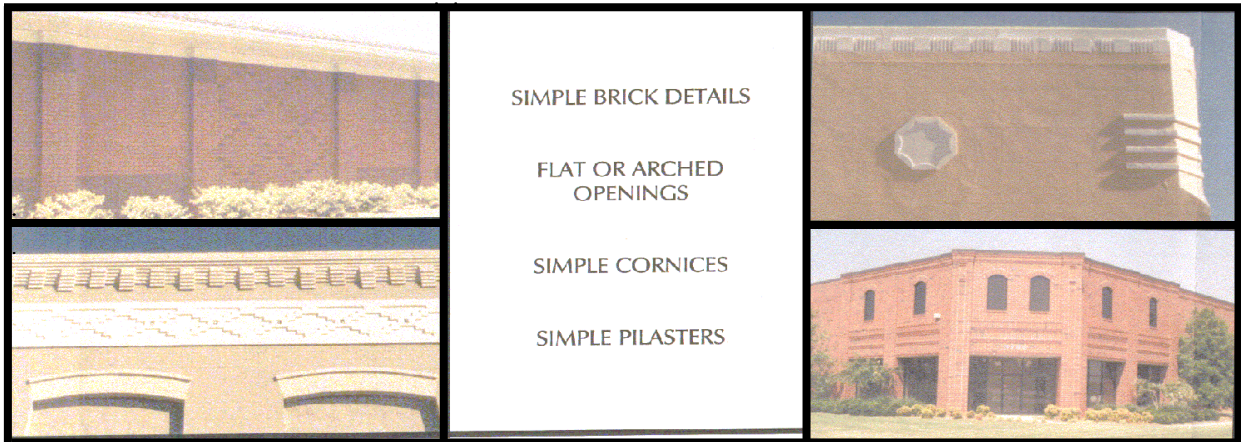 SIMPLE BRICK DETAILS
FLAT OR ARCHED
OPENINGS
SIMPLE CORNICES
SIMPLE PILASTERS